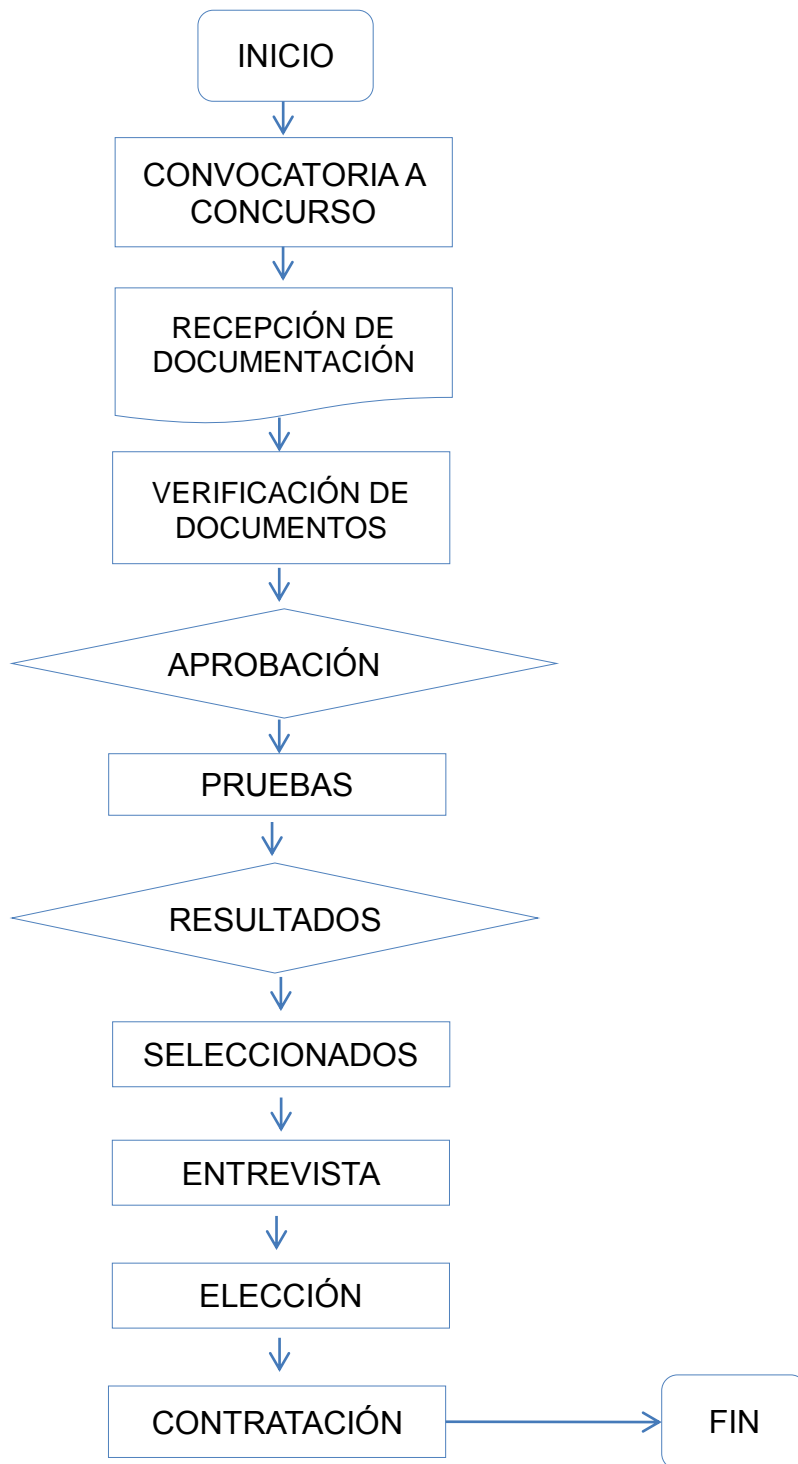 INICIO
CONVOCATORIA A
CONCURSO
RECEPCIÓN DE
DOCUMENTACIÓN
VERIFICACIÓN DE
DOCUMENTOS
APROBACIÓN
PRUEBAS
RESULTADOS
SELECCIONADOS
ENTREVISTA
ELECCIÓN
CONTRATACIÓN
FIN